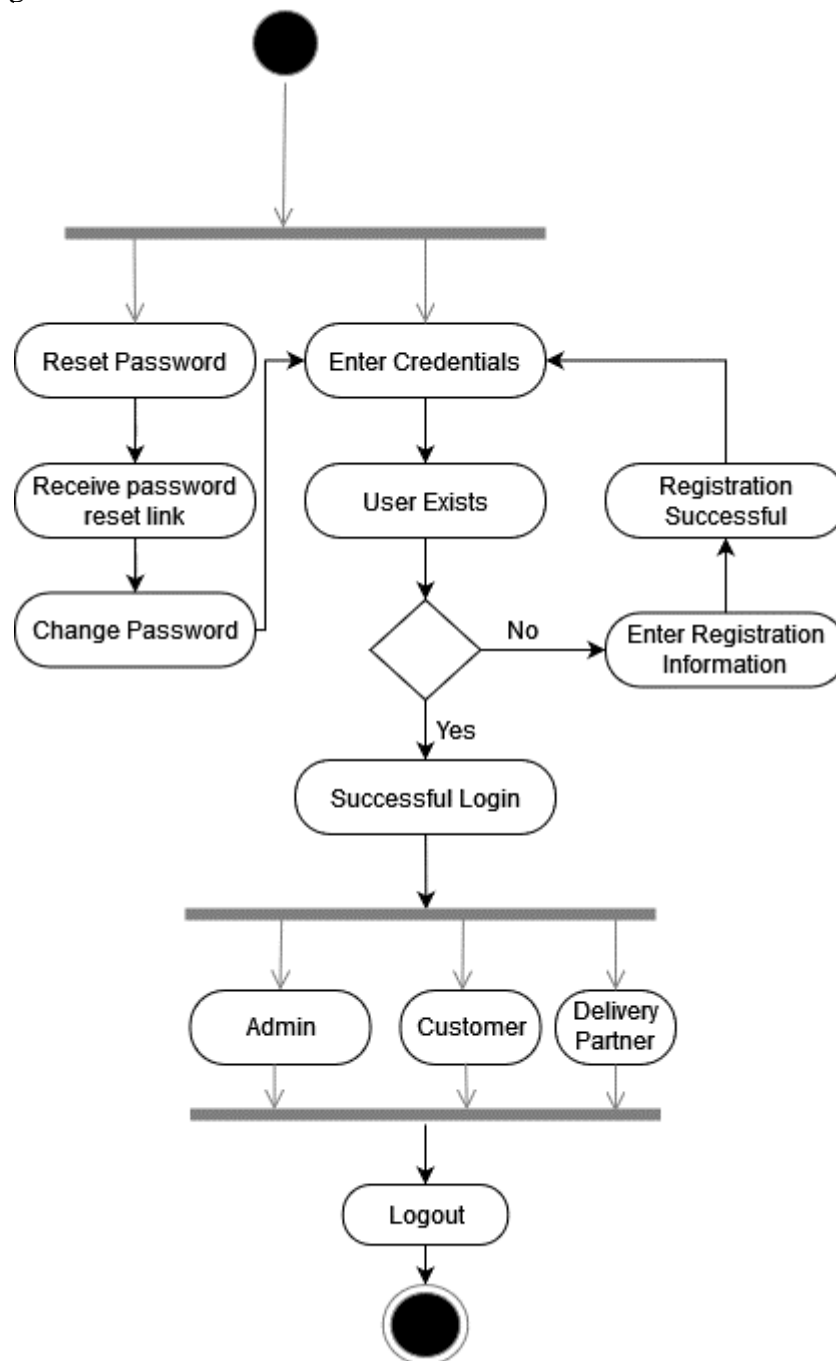 Reset Password
Enter Credentials
Receive password
reset link
User Exists
Registration
Successful
Change Password
No
Enter Registration
Information
Yes
Successful Login
Admin
Customer
Delivery
Partner
Logout